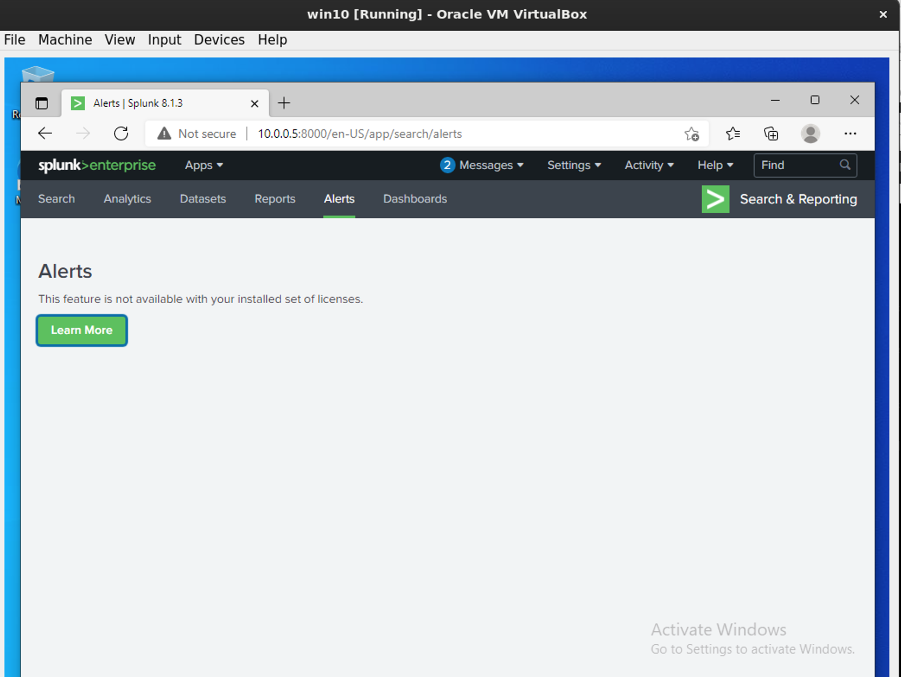 win10 [Running] - Oracle VM VirtualBox
File Machine View Input Devices Help
Alerts | Splunk 8.1.3
Not secure | 10.0.0.5:8000/en-US/app/search/alerts
splunk>enterprise Apps 2 Messages Settings Activity Help Find
Search Analytics Datasets Reports Alerts Dashboards > Search & Reporting
Alerts
This feature is not available with your installed set of licenses.
Learn More
Activate Windows
Go to Settings to activate Windows.